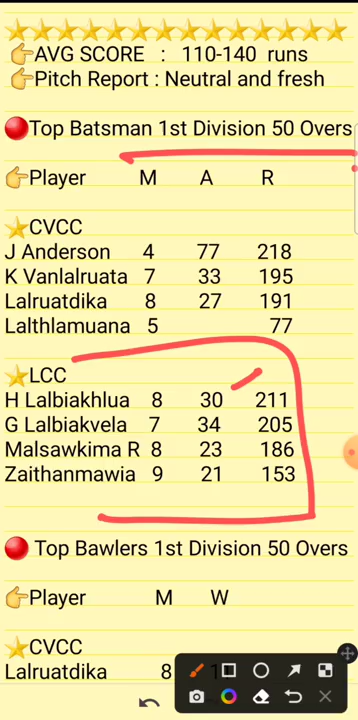 AVG SCORE : 110-140 runs
Pitch Report : Neutral and fresh
Top Batsman 1st Division 50 Overs
Player M A R
CVCC
J Anderson 4 77 218
K Vanlalruata 7 33 195
Lalruatdika 8 27 191
Lalthlamuana 5 77
LCC
H Lalbiakhlua 8 30 211
G Lalbiakvela 7 34 205
Malsawkima R 8 23 186
Zaithanmawia 9 21 153
Top Bawlers 1st Division 50 Overs
Player M W
CVCC
Lalruatdika 8